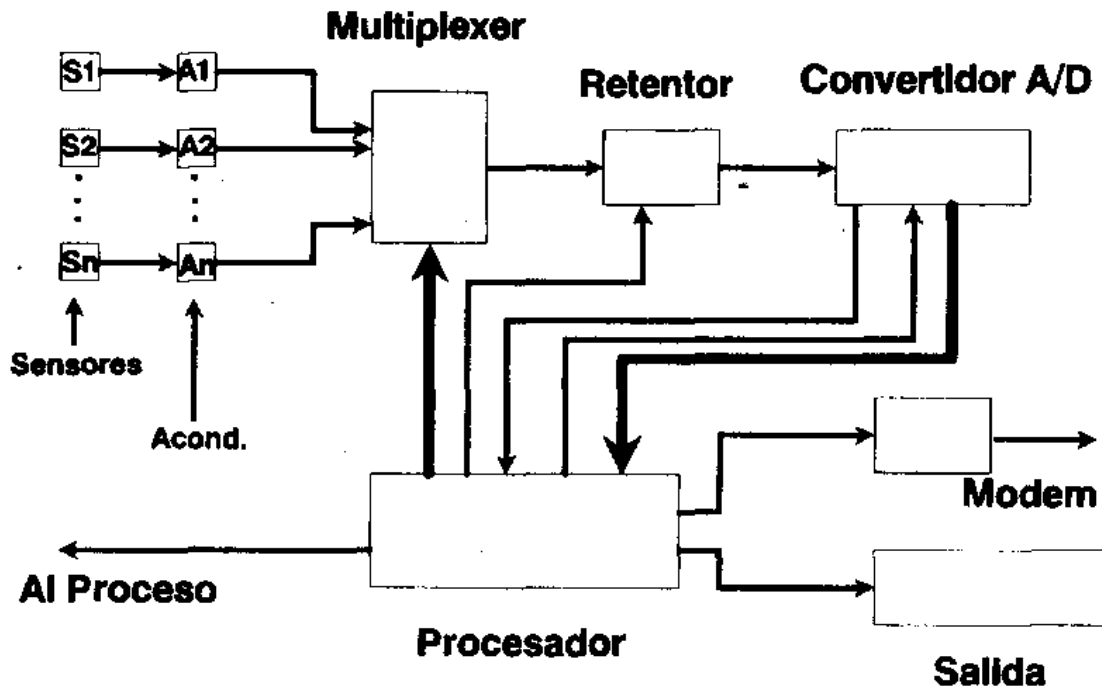 Multiplexer
Retentor
Convertidor A/D
S1
A1
S2
A2
Sn
An
Sensores
Acond.
Modem
Al Proceso
Procesador
Salida